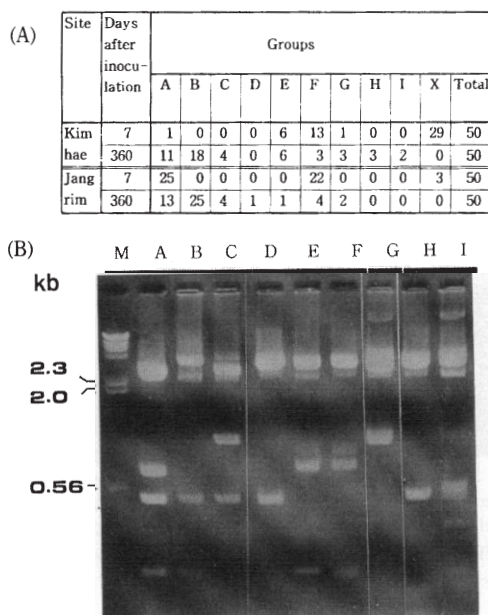 (A)
Site Days after inocu- lation Groups
A B C D E F G H I X Total
Kim hae 7 1 0 0 0 6 13 1 0 0 29 50
360 11 18 4 0 6 3 3 3 2 0 50
Jang rim 7 25 0 0 0 0 22 0 0 0 3 50
360 13 25 4 1 1 4 2 0 0 0 50
(B)
M A B C D E F G H I
kb
2.3
2.0
0.56